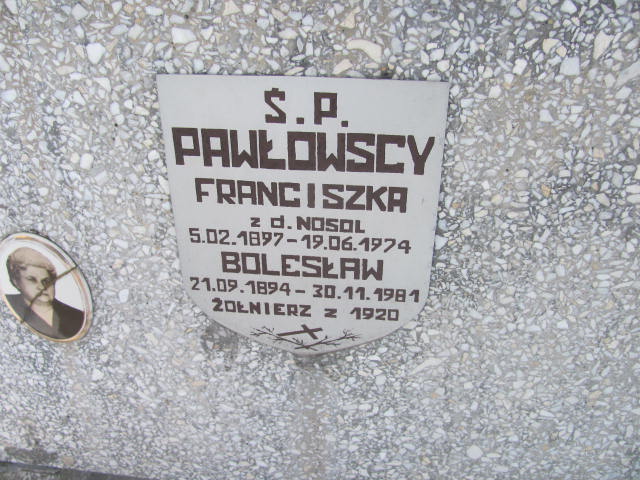 Ś.P.
PAWŁOWSCY
FRANCISZKA
z d. NOSOL
5.02.1897-19.06.1974
BOLESŁAW
21.09.1894-30.11.1981
ŻOŁNIERZ z 1920